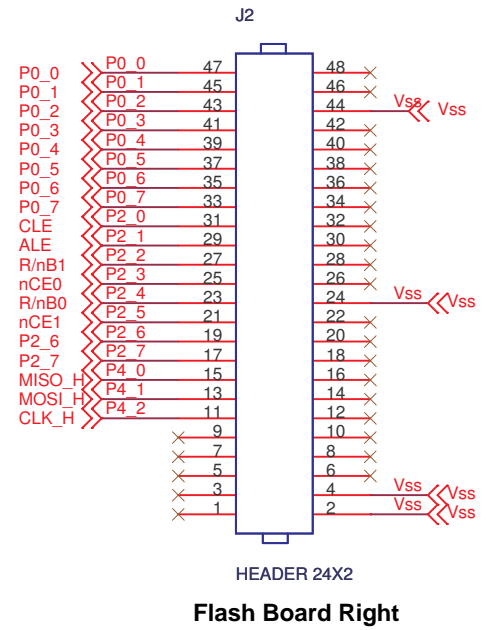 J2
P0_0 P0_0 47 48
P0_1 P0_1 45 46
P0_2 P0_2 43 44 Vss Vss
P0_3 P0_3 41 42
P0_4 P0_4 39 40
P0_5 P0_5 37 38
P0_6 P0_6 35 36
P0_7 P0_7 33 34
CLE P2_0 31 32
ALE P2_1 29 30
R/nB1 P2_2 27 28
nCE0 P2_3 25 26
R/nB0 P2_4 23 24 Vss Vss
nCE1 P2_5 21 22
P2_6 P2_6 19 20
P2_7 P2_7 17 18
MISO_H P4_0 15 16
MOSI_H P4_1 13 14
CLK_H P4_2 11 12
9 10
7 8
5 6
3 4 Vss Vss
1 2 Vss Vss
HEADER 24X2
Flash Board Right